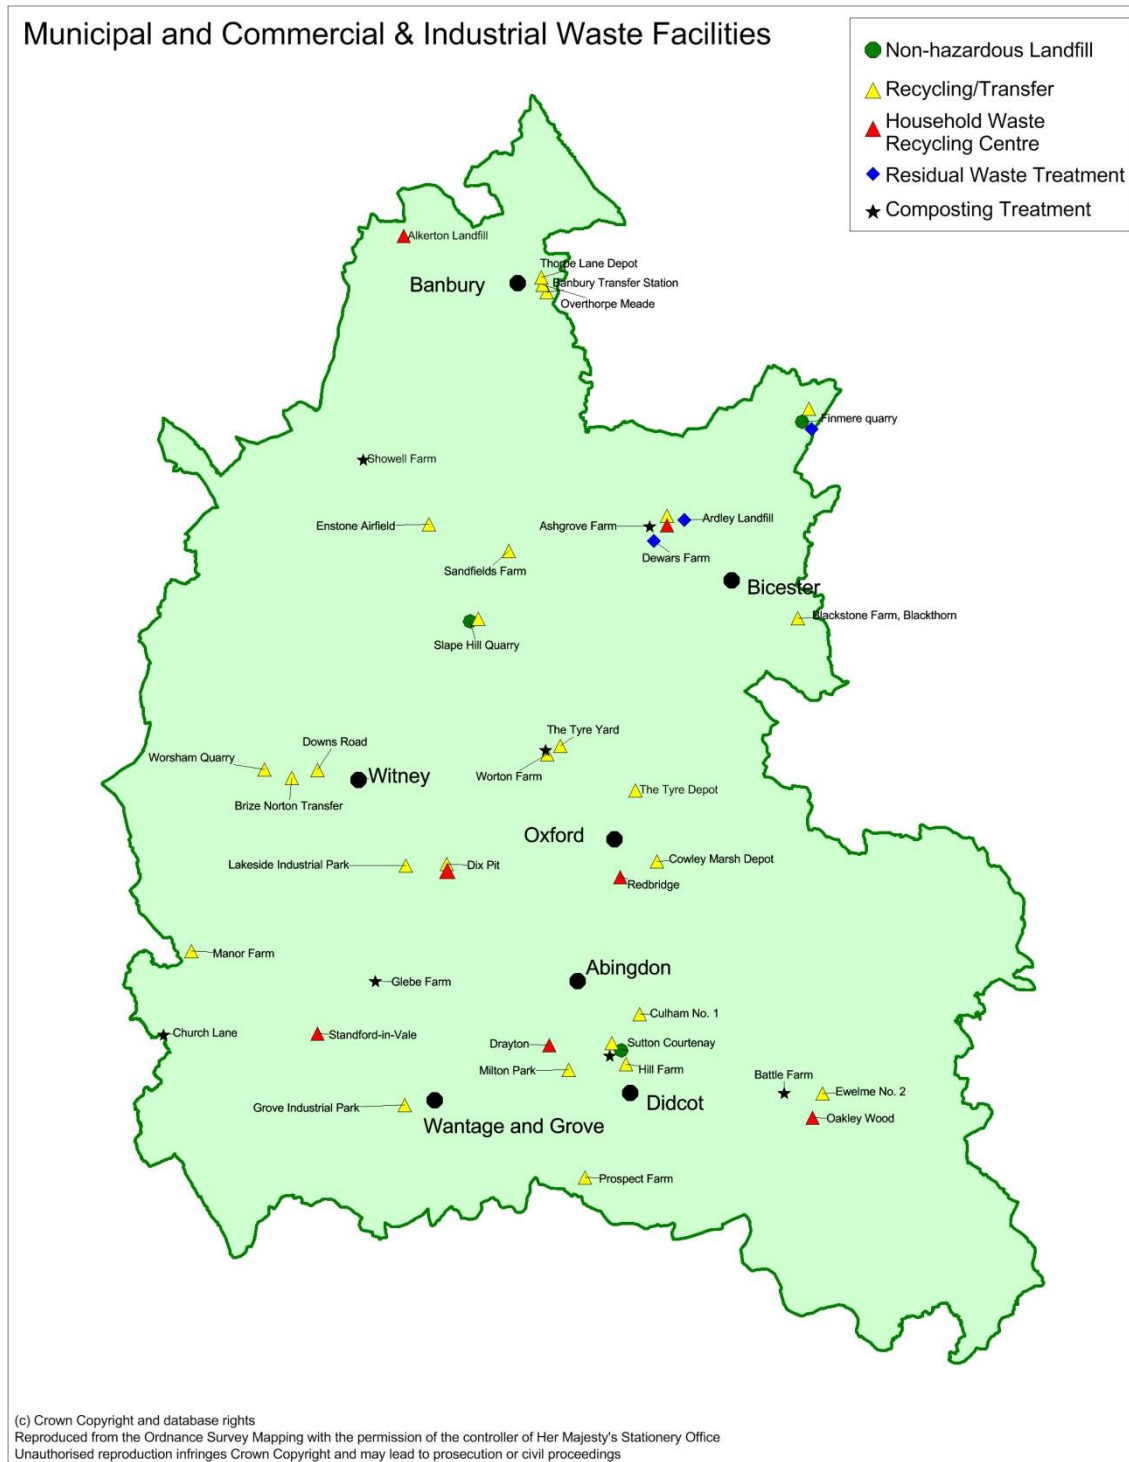 Municipal and Commercial & Industrial Waste Facilities
Non-hazardous Landfill
Recycling/Transfer
Household Waste
Recycling Centre
Residual Waste Treatment
Composting Treatment
Alkerton Landfill
Thorpe Lane Depot
Banbury
Banbury Transfer Station
Overthorpe Meade
Finmere quarry
Showell Farm
Enstone Airfield
Ashgrove Farm
Ardley Landfill
Dewars Farm
Sandfields Farm
Bicester
Blackstone Farm, Blackthorn
Slape Hill Quarry
The Tyre Yard
Downs Road
Worsham Quarry
Witney
Worton Farm
Brize Norton Transfer
The Tyre Depot
Oxford
Lakeside Industrial Park
Dix Pit
Cowley Marsh Depot
Redbridge
Manor Farm
Abingdon
Glebe Farm
Culham No. 1
Church Lane
Standford-in-Vale
Drayton
Sutton Courtenay
Milton Park
Hill Farm
Battle Farm
Ewelme No. 2
Grove Industrial Park
Didcot
Oakley Wood
Wantage and Grove
Prospect Farm
(c) Crown Copyright and database rights
Reproduced from the Ordnance Survey Mapping with the permission of the controller of Her Majesty's Stationery Office
Unauthorised reproduction infringes Crown Copyright and may lead to prosecution or civil proceedings